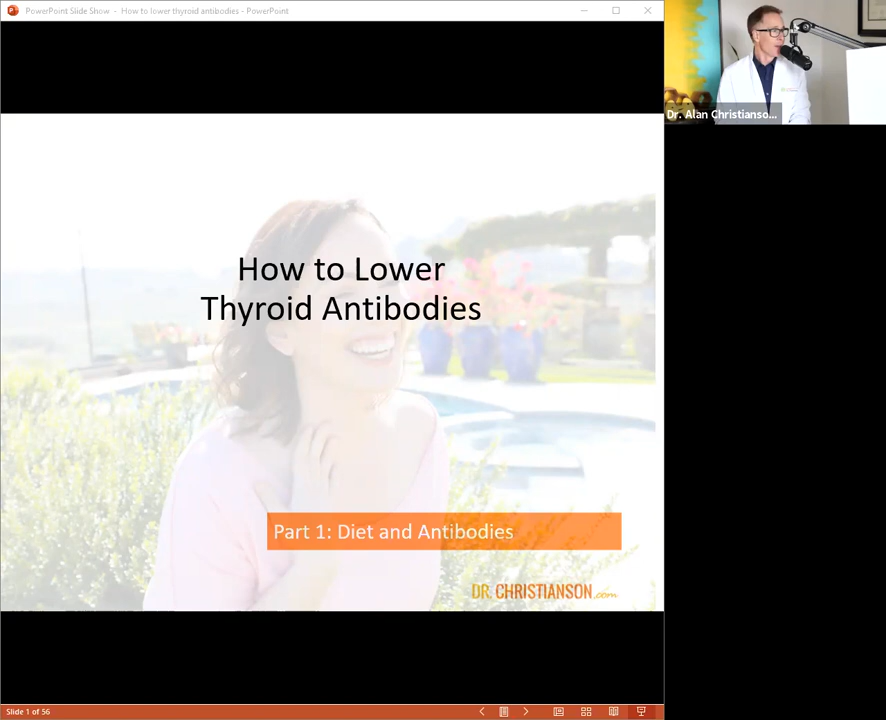 PowerPoint Slide Show - How to lower thyroid antibodies - PowerPoint
Dr. Alan Christianso...
How to Lower
Thyroid Antibodies
Part 1: Diet and Antibodies
DR. CHRISTIANSON.com
Slide 1 of 56